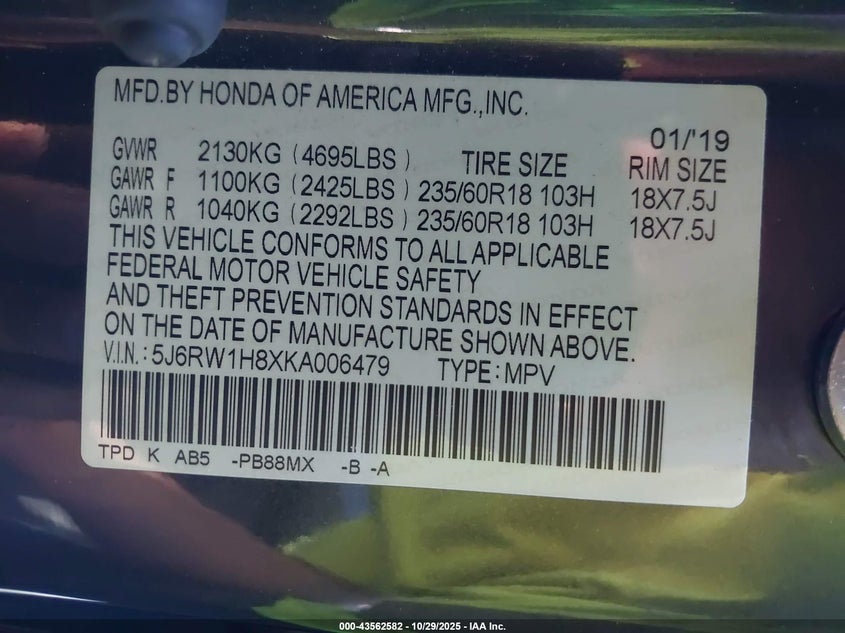 MFD.BY HONDA OF AMERICA MFG.,INC.
01/'19
GVWR 2130KG (4695LBS) TIRE SIZE RIM SIZE
GAWR F 1100KG (2425LBS) 235/60R18 103H 18X7.5J
GAWR R 1040KG (2292LBS) 235/60R18 103H 18X7.5J
THIS VEHICLE CONFORMS TO ALL APPLICABLE
FEDERAL MOTOR VEHICLE SAFETY
AND THEFT PREVENTION STANDARDS IN EFFECT
ON THE DATE OF MANUFACTURE SHOWN ABOVE.
V.I.N.: 5J6RW1H8XKA006479 TYPE: MPV
TPD K AB5 -PB88MX -B -A
000-43562582 / 10/29/2025 - IAA Inc.